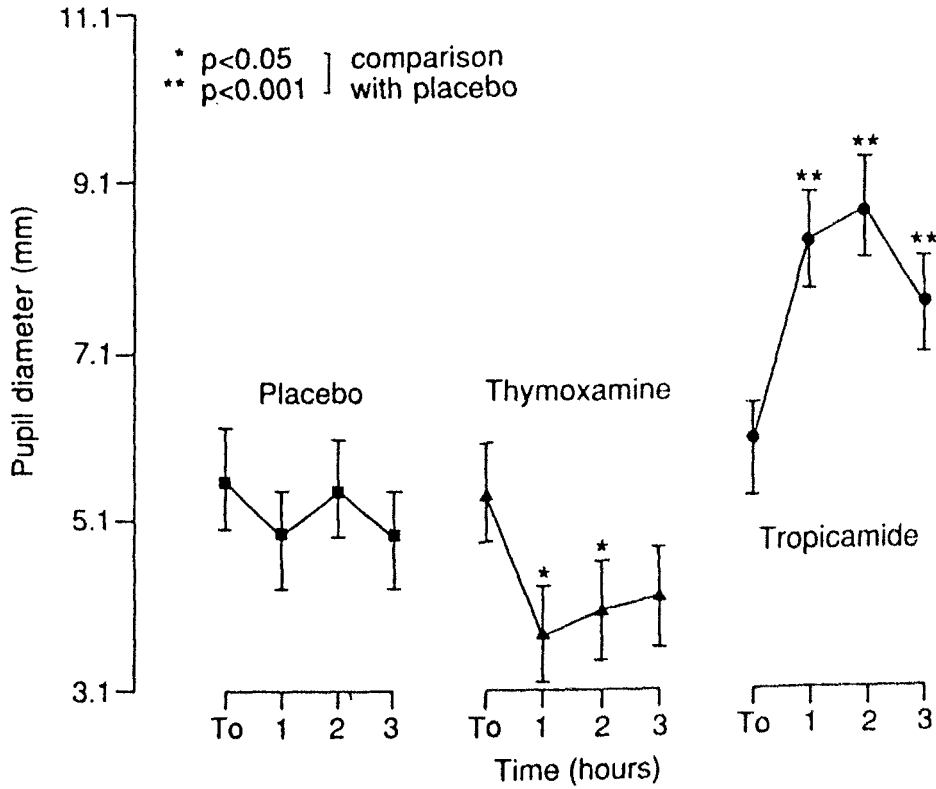 11.1
* p<0.05 comparison
** p<0.001 with placebo
9.1
7.1
5.1
3.1
Pupil diameter (mm)
Placebo
Thymoxamine
Tropicamide
*
*
**
**
**
To 1 2 3
To 1 2 3
To 1 2 3
Time (hours)